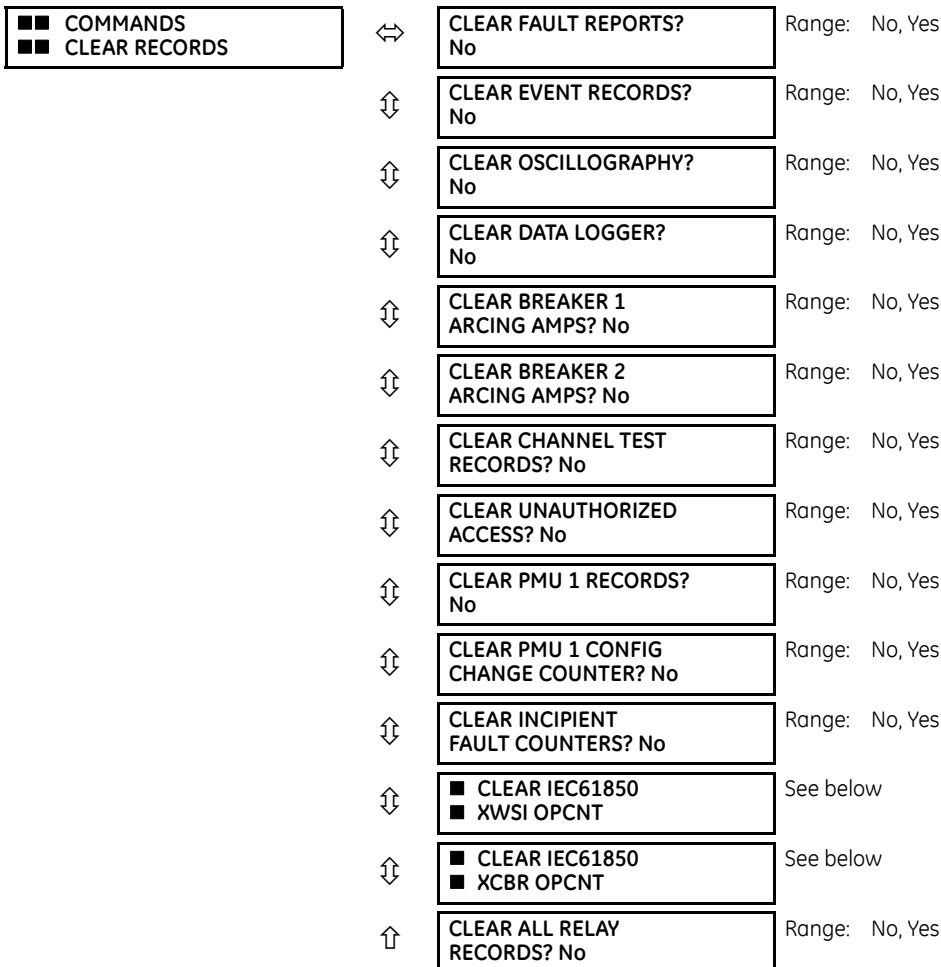 ■■ COMMANDS
■■ CLEAR RECORDS
CLEAR FAULT REPORTS?
No
Range: No, Yes
CLEAR EVENT RECORDS?
No
Range: No, Yes
CLEAR OSCILLOGRAPHY?
No
Range: No, Yes
CLEAR DATA LOGGER?
No
Range: No, Yes
CLEAR BREAKER 1
ARCING AMPS? No
Range: No, Yes
CLEAR BREAKER 2
ARCING AMPS? No
Range: No, Yes
CLEAR CHANNEL TEST
RECORDS? No
Range: No, Yes
CLEAR UNAUTHORIZED
ACCESS? No
Range: No, Yes
CLEAR PMU 1 RECORDS?
No
Range: No, Yes
CLEAR PMU 1 CONFIG
CHANGE COUNTER? No
Range: No, Yes
CLEAR INCIPIENT
FAULT COUNTERS? No
Range: No, Yes
■ CLEAR IEC61850
■ XWSI OPCNT
See below
■ CLEAR IEC61850
■ XCBR OPCNT
See below
CLEAR ALL RELAY
RECORDS? No
Range: No, Yes